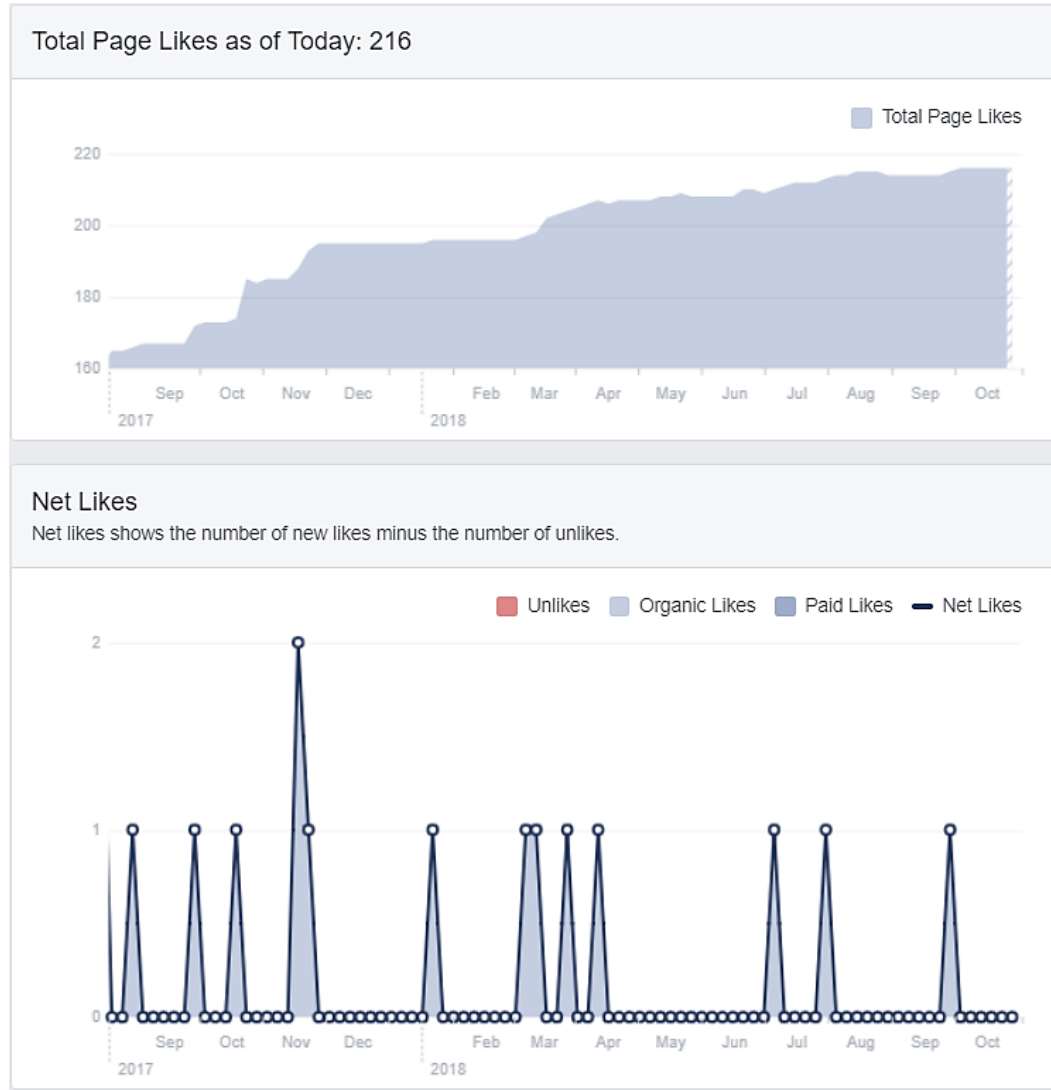 Total Page Likes as of Today: 216
Total Page Likes
220
200
180
160
Sep Oct Nov Dec Feb Mar Apr May Jun Jul Aug Sep Oct
2017 2018
Net Likes
Net likes shows the number of new likes minus the number of unlikes.
Unlikes Organic Likes Paid Likes Net Likes
2
1
0
Sep Oct Nov Dec Feb Mar Apr May Jun Jul Aug Sep Oct
2017 2018